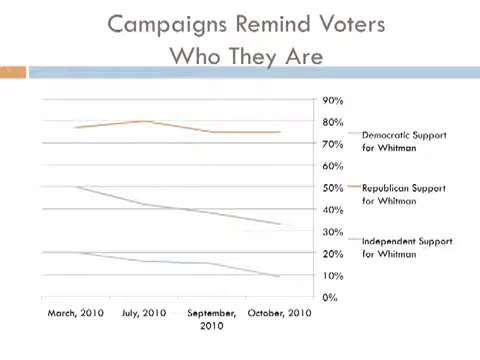 Campaigns Remind Voters
Who They Are
90%
80%
70%
60%
50%
40%
30%
20%
10%
0%
Democratic Support
for Whitman
Republican Support
for Whitman
Independent Support
for Whitman
March, 2010
July, 2010
September,
2010
October, 2010